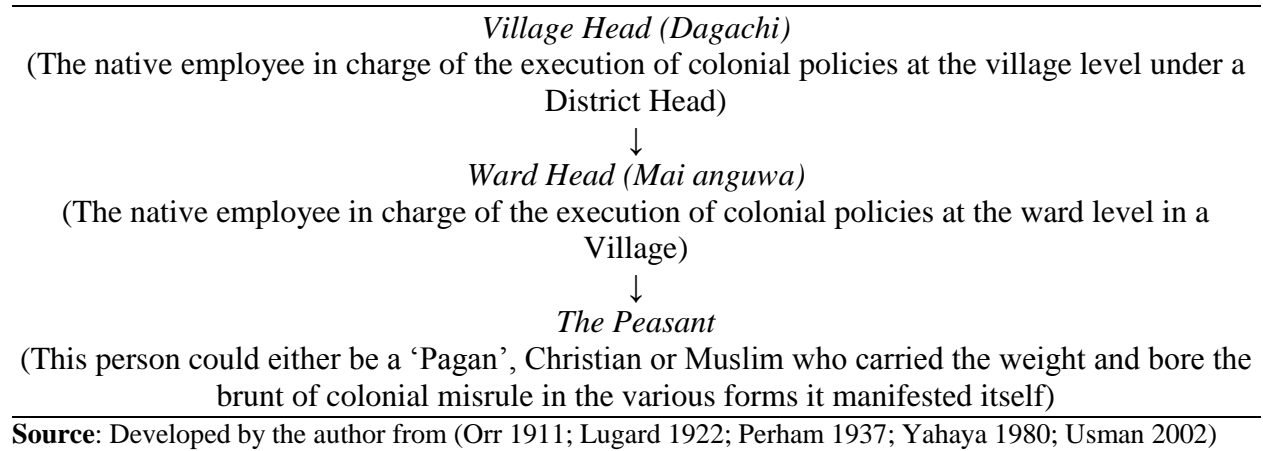 Village Head (Dagachi)
(The native employee in charge of the execution of colonial policies at the village level under a
District Head)
↓
Ward Head (Mai anguwa)
(The native employee in charge of the execution of colonial policies at the ward level in a
Village)
↓
The Peasant
(This person could either be a ‘Pagan’, Christian or Muslim who carried the weight and bore the
brunt of colonial misrule in the various forms it manifested itself)
Source: Developed by the author from (Orr 1911; Lugard 1922; Perham 1937; Yahaya 1980; Usman 2002)